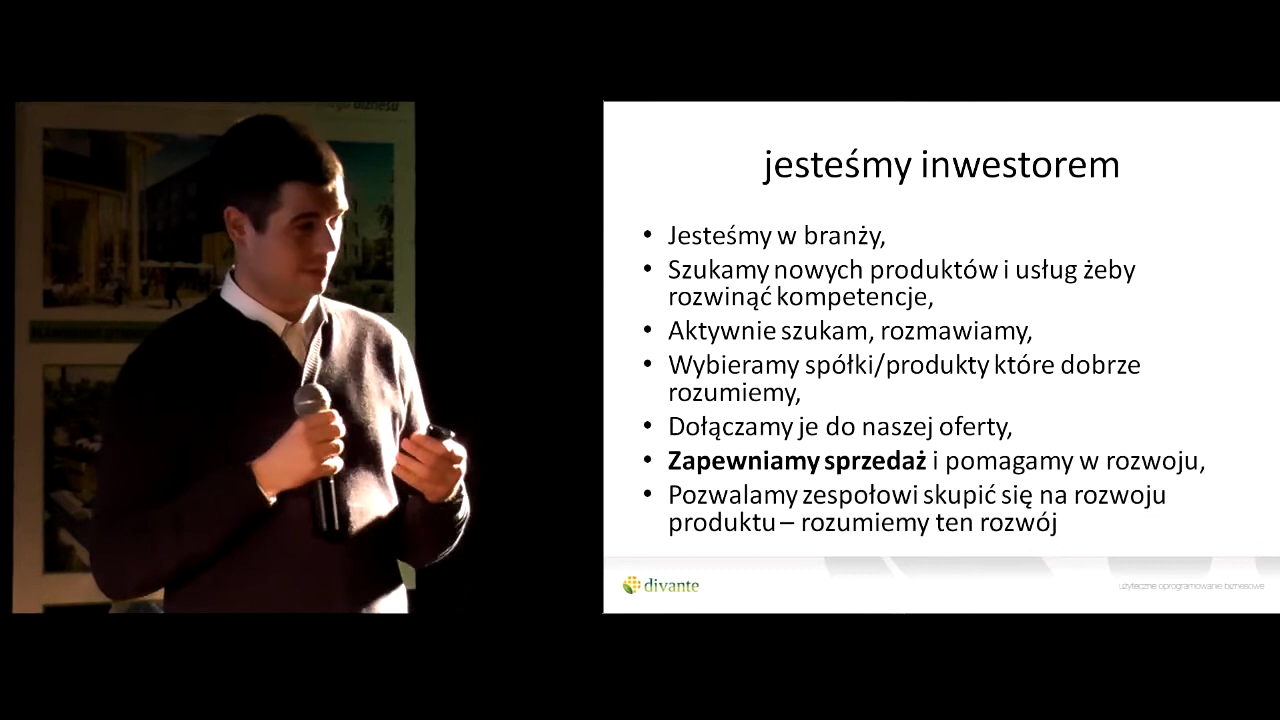 biznesu
jesteśmy inwestorem
• Jesteśmy w branży,
• Szukamy nowych produktów i usług żeby
rozwinąć kompetencje,
• Aktywnie szukam, rozmawiamy,
• Wybieramy spółki/produkty które dobrze
rozumiemy,
• Dołączamy je do naszej oferty,
• Zapewniamy sprzedaż i pomagamy w rozwoju,
• Pozwalamy zespołowi skupić się na rozwoju
produktu – rozumiemy ten rozwój
divante
użyteczne oprogramowanie biznesowe